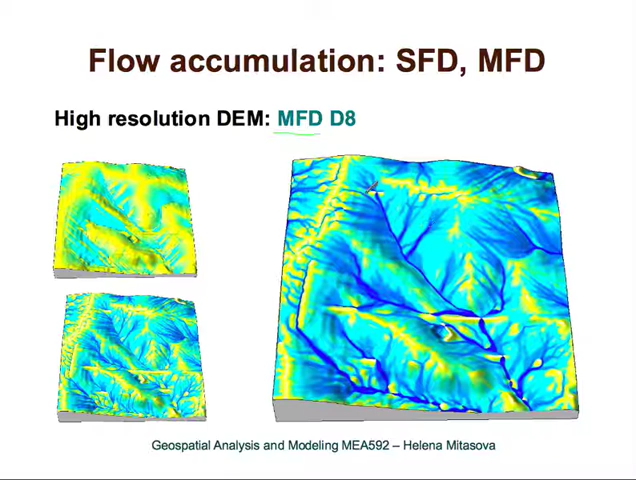 Flow accumulation: SFD, MFD
High resolution DEM: MFD D8
Geospatial Analysis and Modeling MEA592 – Helena Mitasova